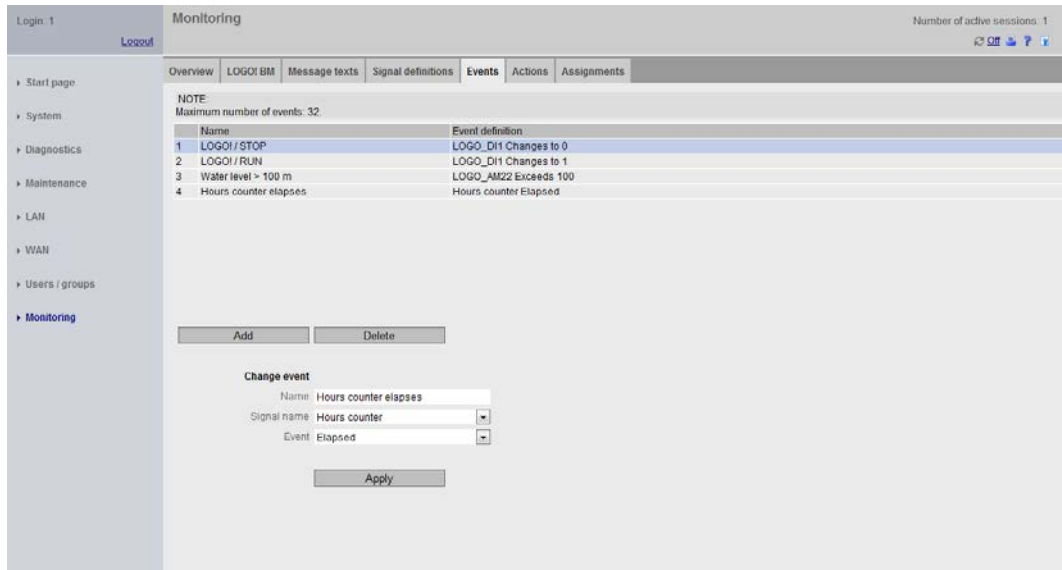 Login: 1
Logout
Monitoring
Number of active sessions: 1
Off ?
Start page
System
Diagnostics
Maintenance
LAN
WAN
Users / groups
Monitoring
Overview LOGO! BM Message texts Signal definitions Events Actions Assignments
NOTE:
Maximum number of events: 32.
Name Event definition
1 LOGO! / STOP LOGO_DI1 Changes to 0
2 LOGO! / RUN LOGO_DI1 Changes to 1
3 Water level > 100 m LOGO_AM22 Exceeds 100
4 Hours counter elapses Hours counter Elapsed
Add Delete
Change event
Name Hours counter elapses
Signal name Hours counter
Event Elapsed
Apply